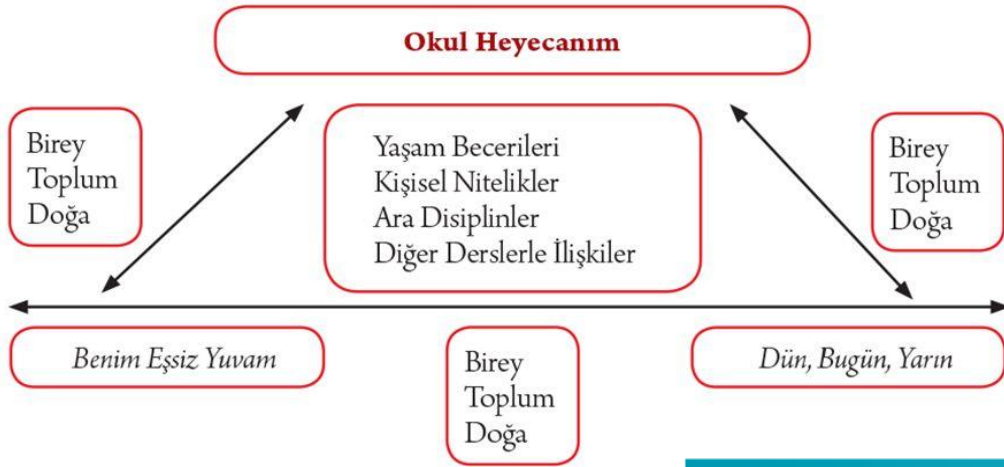 Okul Heyecanım
Birey
Toplum
Doğa
Yaşam Becerileri
Kişisel Nitelikler
Ara Disiplinler
Diğer Derslerle İlişkiler
Birey
Toplum
Doğa
Benim Eşsiz Yuvam
Birey
Toplum
Doğa
Dün, Bugün, Yarın